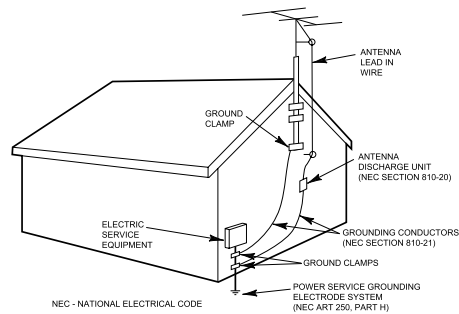 ANTENNA
LEAD IN
WIRE
GROUND
CLAMP
ANTENNA
DISCHARGE UNIT
(NEC SECTION 810-20)
ELECTRIC
SERVICE
EQUIPMENT
GROUNDING CONDUCTORS
(NEC SECTION 810-21)
GROUND CLAMPS
POWER SERVICE GROUNDING
ELECTRODE SYSTEM
(NEC ART 250, PART H)
NEC - NATIONAL ELECTRICAL CODE